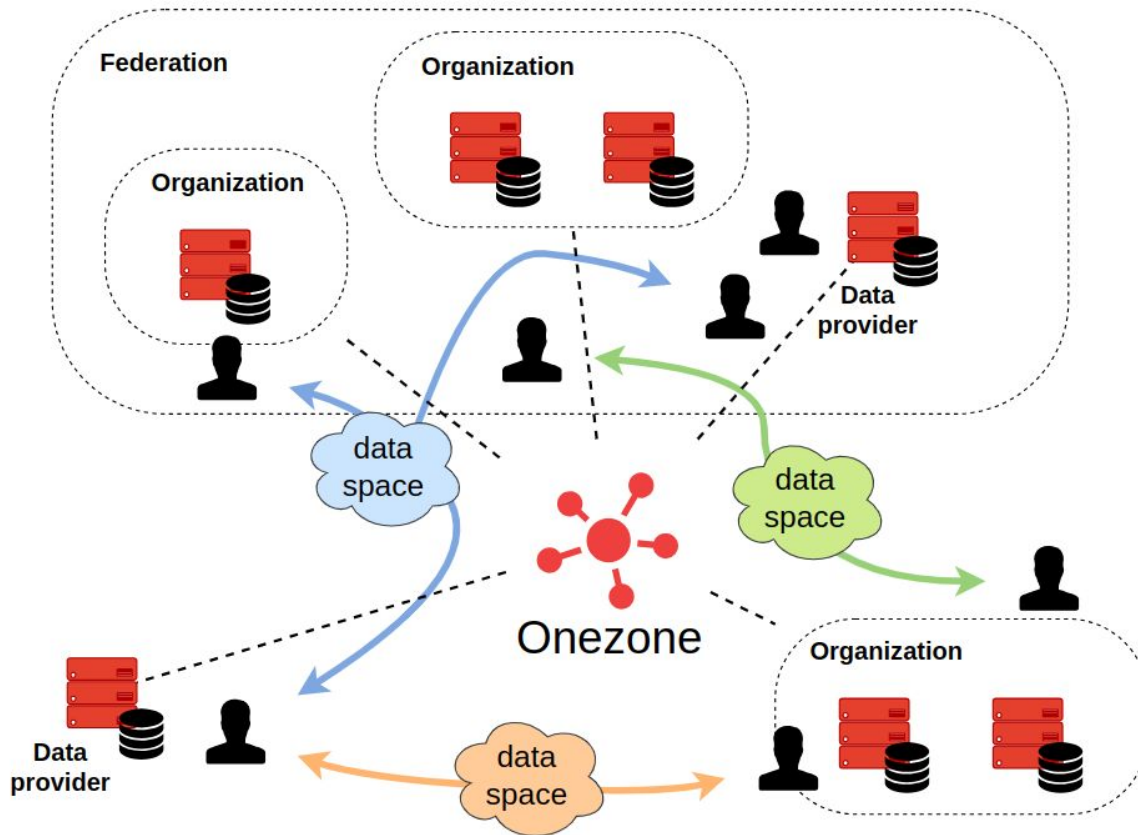 Federation
Organization
Organization
Data
provider
data
space
data
space
Onezone
Organization
Data
provider
data
space